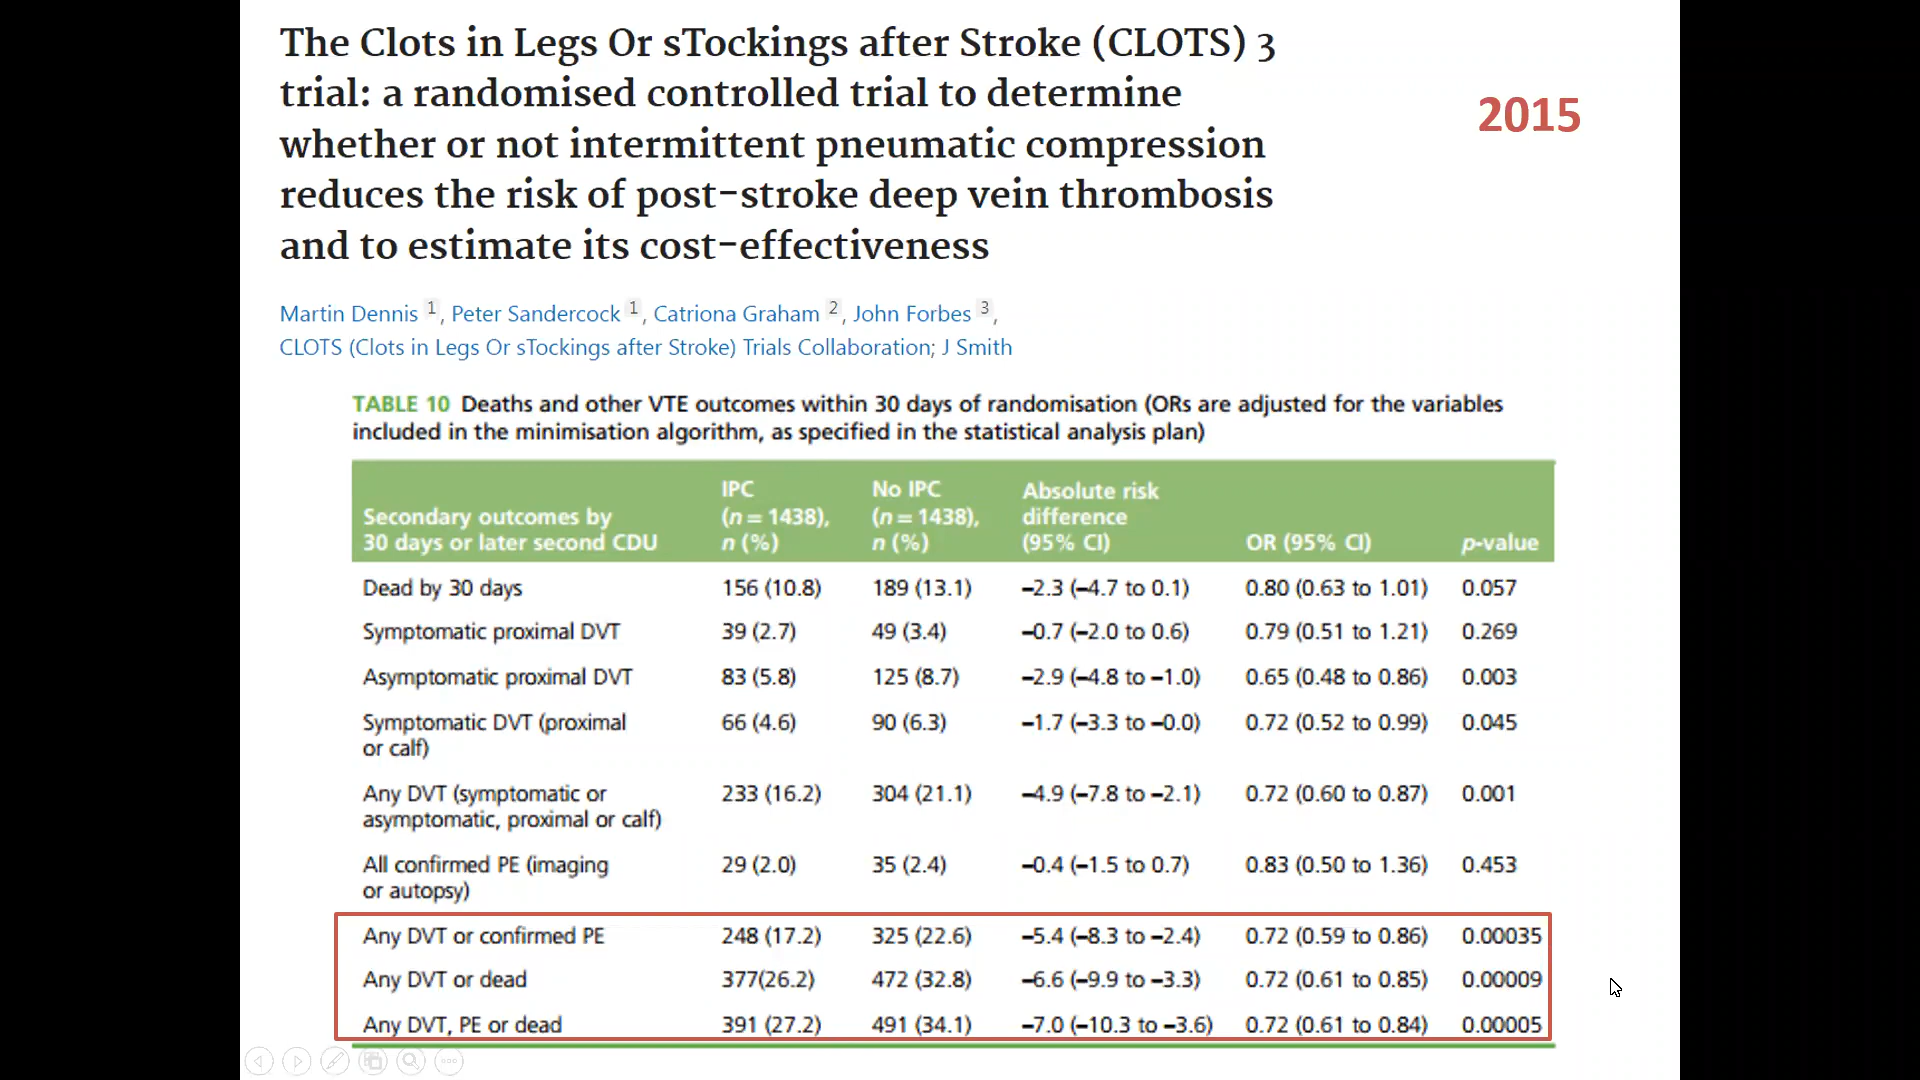 The Clots in Legs Or sTockings after Stroke (CLOTS) 3
trial: a randomised controlled trial to determine
whether or not intermittent pneumatic compression
reduces the risk of post-stroke deep vein thrombosis
and to estimate its cost-effectiveness
2015
Martin Dennis 1, Peter Sandercock 1, Catriona Graham 2, John Forbes 3,
CLOTS (Clots in Legs Or sTockings after Stroke) Trials Collaboration; J Smith
TABLE 10 Deaths and other VTE outcomes within 30 days of randomisation (ORs are adjusted for the variables
included in the minimisation algorithm, as specified in the statistical analysis plan)
Secondary outcomes by
30 days or later second CDU
IPC
(n = 1438),
n (%)
No IPC
(n = 1438),
n (%)
Absolute risk
difference
(95% CI)
OR (95% CI)
p-value
Dead by 30 days 156 (10.8) 189 (13.1) –2.3 (–4.7 to 0.1) 0.80 (0.63 to 1.01) 0.057
Symptomatic proximal DVT 39 (2.7) 49 (3.4) –0.7 (–2.0 to 0.6) 0.79 (0.51 to 1.21) 0.269
Asymptomatic proximal DVT 83 (5.8) 125 (8.7) –2.9 (–4.8 to –1.0) 0.65 (0.48 to 0.86) 0.003
Symptomatic DVT (proximal 66 (4.6) 90 (6.3) –1.7 (–3.3 to –0.0) 0.72 (0.52 to 0.99) 0.045
or calf)
Any DVT (symptomatic or 233 (16.2) 304 (21.1) –4.9 (–7.8 to –2.1) 0.72 (0.60 to 0.87) 0.001
asymptomatic, proximal or calf)
All confirmed PE (imaging 29 (2.0) 35 (2.4) –0.4 (–1.5 to 0.7) 0.83 (0.50 to 1.36) 0.453
or autopsy)
Any DVT or confirmed PE 248 (17.2) 325 (22.6) –5.4 (–8.3 to –2.4) 0.72 (0.59 to 0.86) 0.00035
Any DVT or dead 377(26.2) 472 (32.8) –6.6 (–9.9 to –3.3) 0.72 (0.61 to 0.85) 0.00009
Any DVT, PE or dead 391 (27.2) 491 (34.1) –7.0 (–10.3 to –3.6) 0.72 (0.61 to 0.84) 0.00005